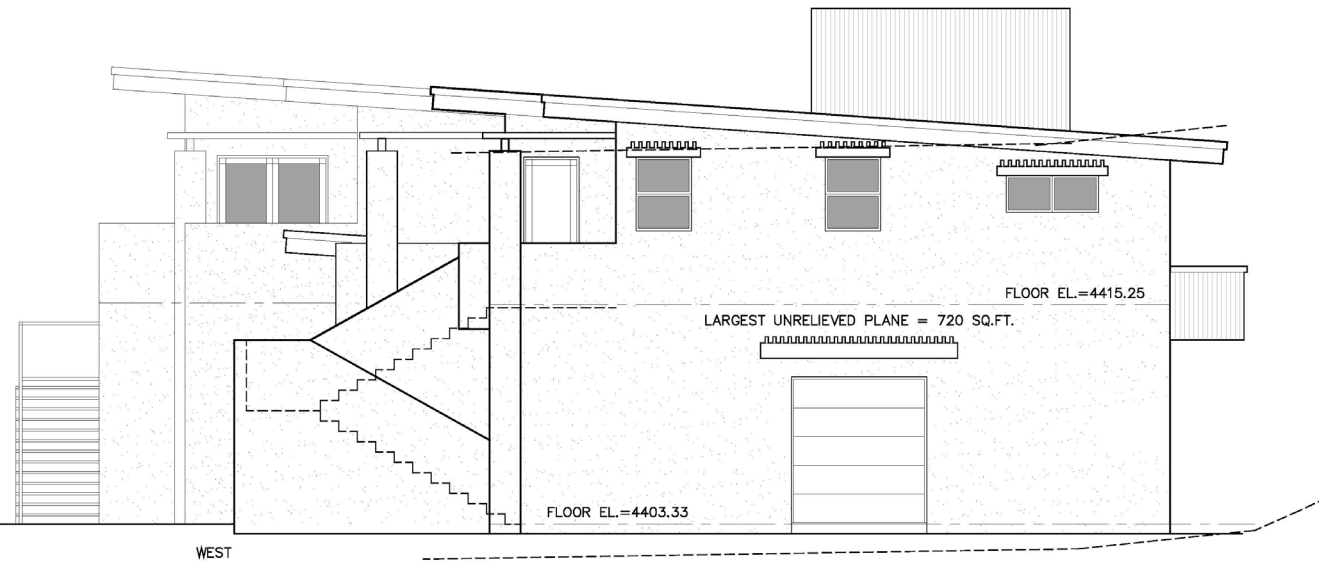 FLOOR EL.=4415.25
LARGEST UNRELIEVED PLANE = 720 SQ.FT.
FLOOR EL.=4403.33
WEST